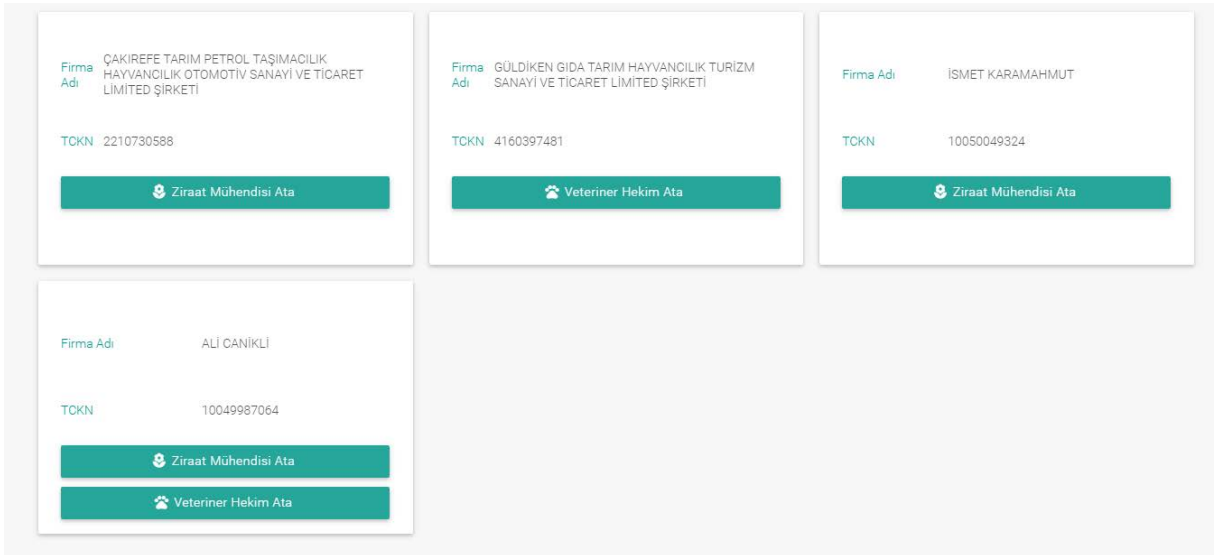 Firma Adı
ÇAKIREFE TARIM PETROL TAŞIMACILIK
HAYVANCILIK OTOMOTİV SANAYİ VE TİCARET
LİMİTED ŞİRKETİ
TCKN 2210730588
Ziraat Mühendisi Ata
Firma Adı
GÜLDİKEN GIDA TARIM HAYVANCILIK TURİZM
SANAYİ VE TİCARET LİMİTED ŞİRKETİ
TCKN 4160397481
Veteriner Hekim Ata
Firma Adı İSMET KARAMAHMUT
TCKN 10050049324
Ziraat Mühendisi Ata
Firma Adı ALİ CANİKLİ
TCKN 10049987064
Ziraat Mühendisi Ata
Veteriner Hekim Ata